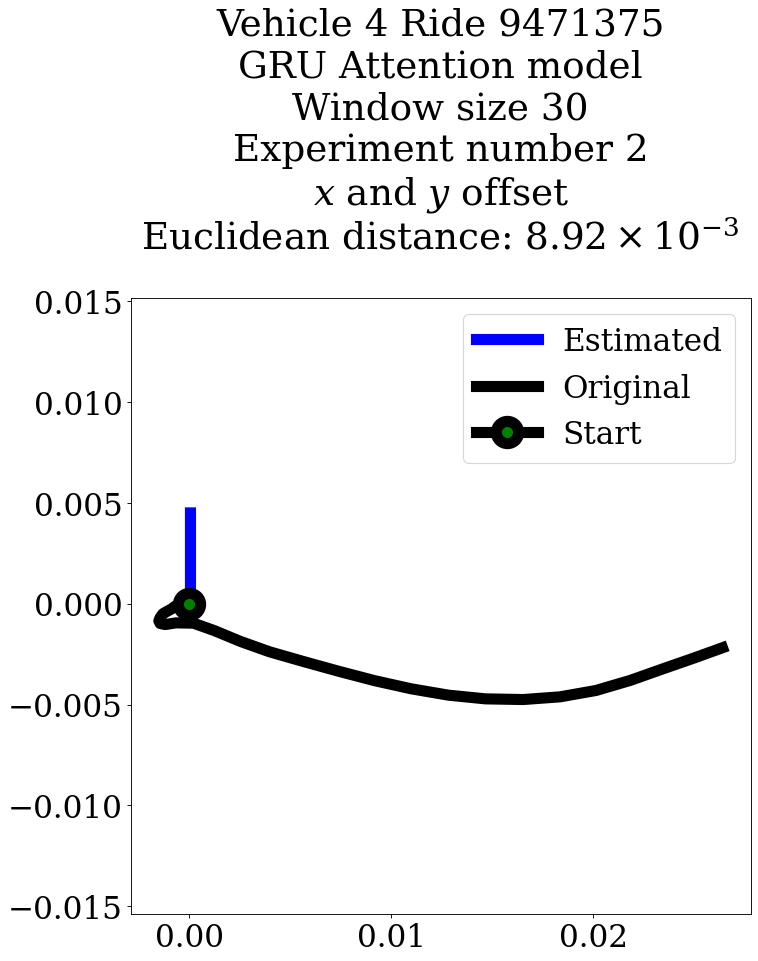 Vehicle 4 Ride 9471375
GRU Attention model
Window size 30
Experiment number 2
x and y offset
Euclidean distance: 8.92 × 10⁻³
0.015
0.010
0.005
0.000
−0.005
−0.010
−0.015
Estimated
Original
Start
0.00 0.01 0.02